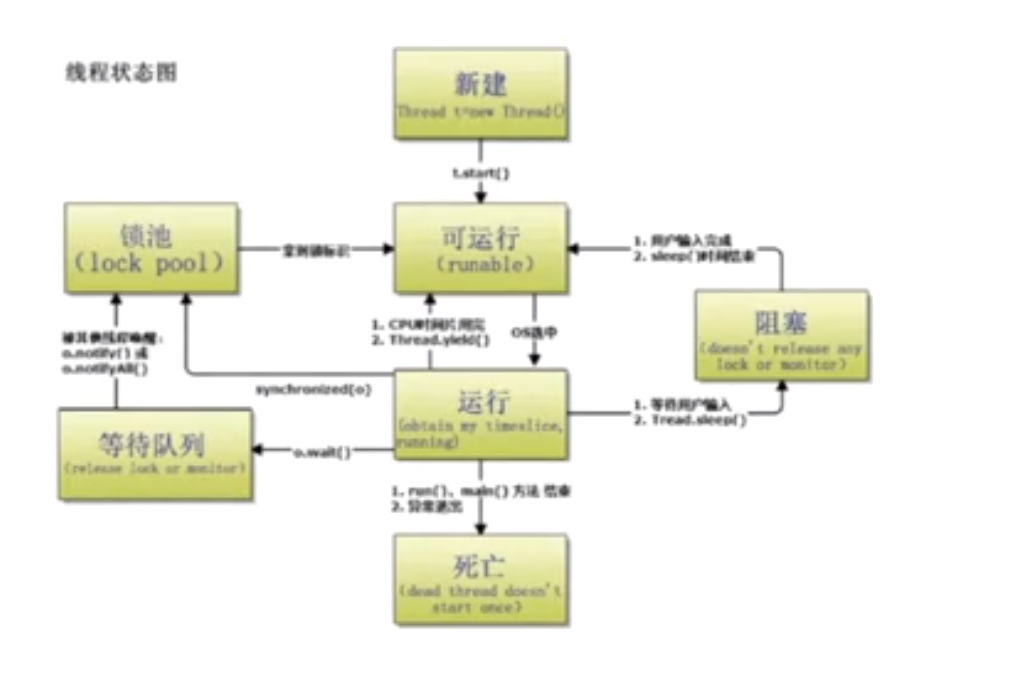 线程状态图
新建
Thread t=new Thread()
t.start()
锁池
(lock pool)
拿到锁标识
可运行
(runable)
1. 用户输入完成
2. sleep()时间结束
阻塞
(doesn't release any
lock or monitor)
被其他线程唤醒:
o.notify() 或
o.notifyAll()
1. CPU时间片用完
2. Thread.yield()
OS选中
synchronized(o)
运行
(obtain my timeslice,
running)
1. 等待用户输入
2. Tread.sleep()
等待队列
(release lock or monitor)
o.wait()
1. run()、main() 方法 结束
2. 异常退出
死亡
(dead thread doesn't
start once)